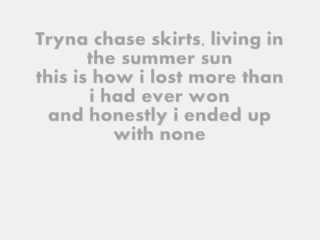 Tryna chase skirts, living in
the summer sun
this is how i lost more than
i had ever won
and honestly i ended up
with none